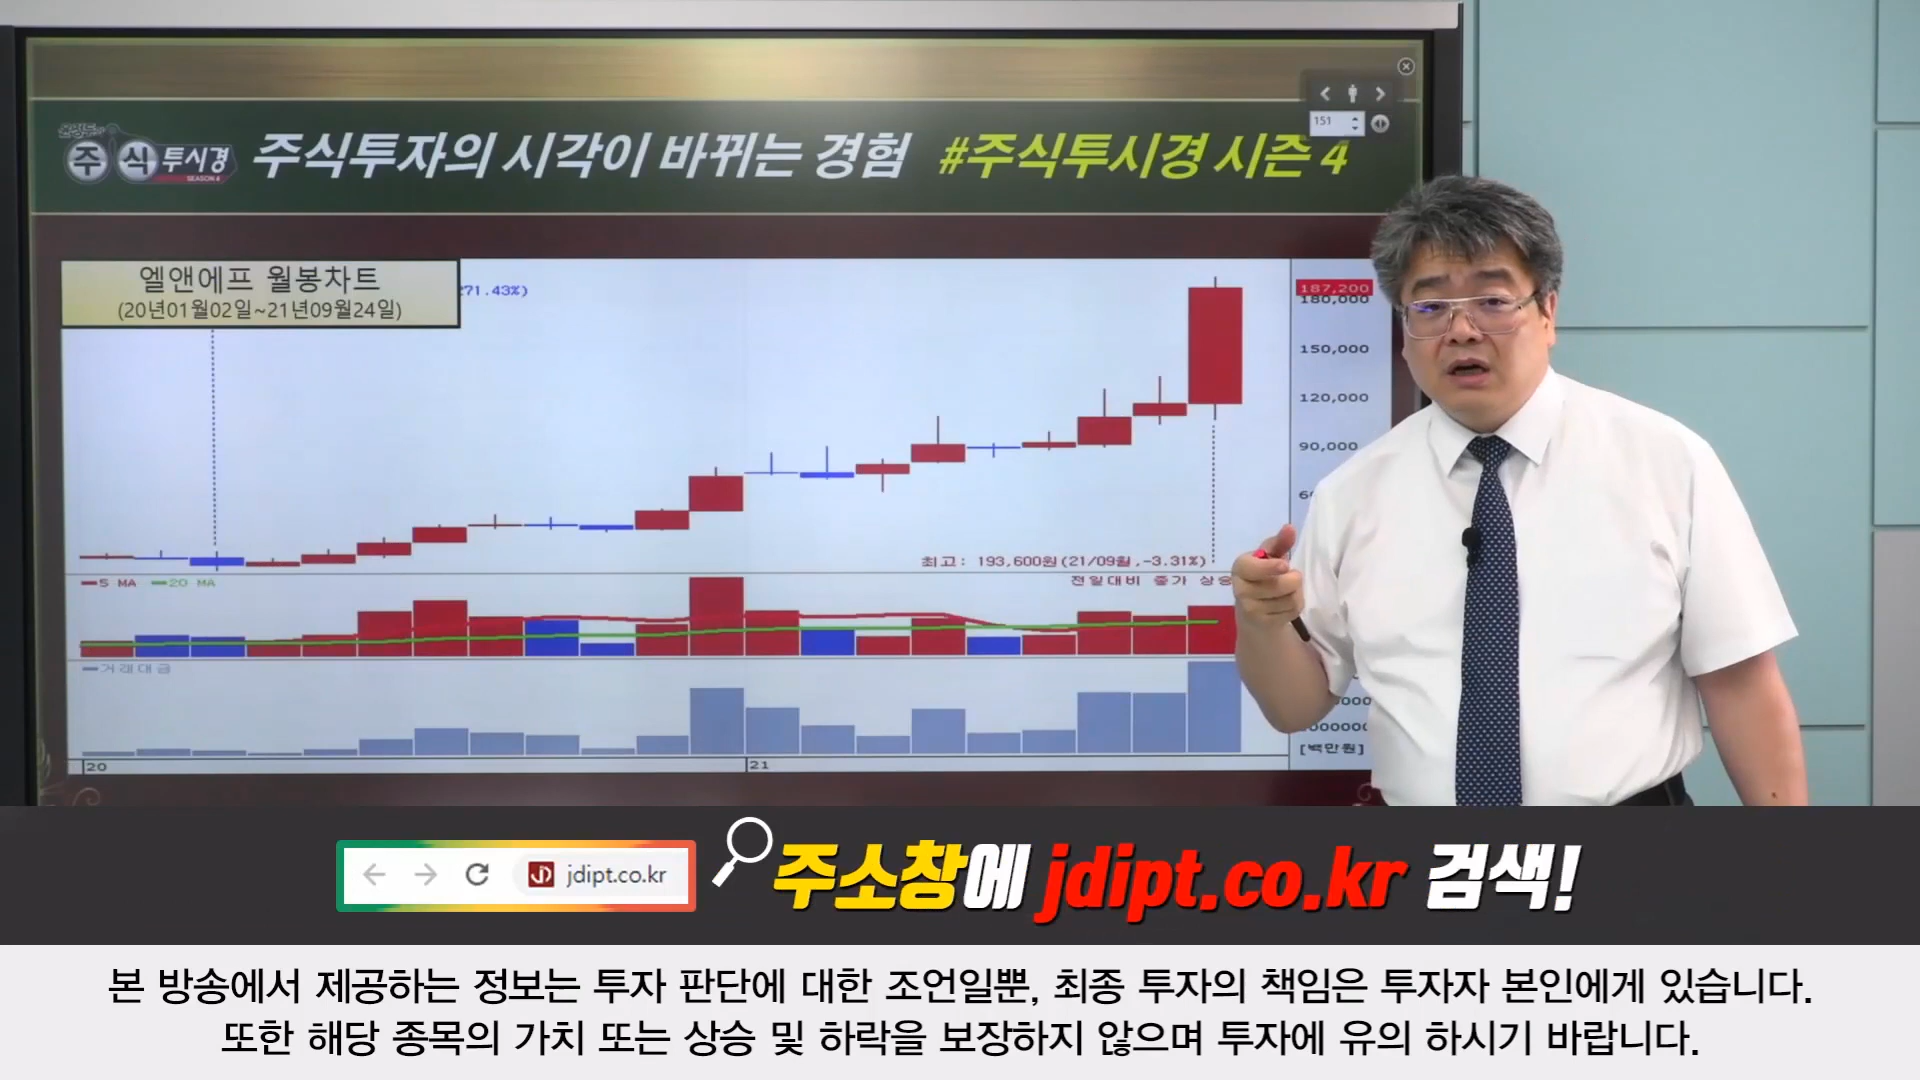 윤정두의
주식투시경
SEASON 4
주식투자의 시각이 바뀌는 경험 #주식투시경 시즌 4
151
엘앤에프 월봉차트
(20년01월02일~21년09월24일)
271.43%)
187,200
180,000
150,000
120,000
90,000
최고: 193,600원(21/09월,-3.31%)
전일대비 종가 상승
5 MA 20 MA
거래대금
[백만원]
20
21
jdipt.co.kr
주소창에 jdipt.co.kr 검색!
본 방송에서 제공하는 정보는 투자 판단에 대한 조언일뿐, 최종 투자의 책임은 투자자 본인에게 있습니다.
또한 해당 종목의 가치 또는 상승 및 하락을 보장하지 않으며 투자에 유의 하시기 바랍니다.